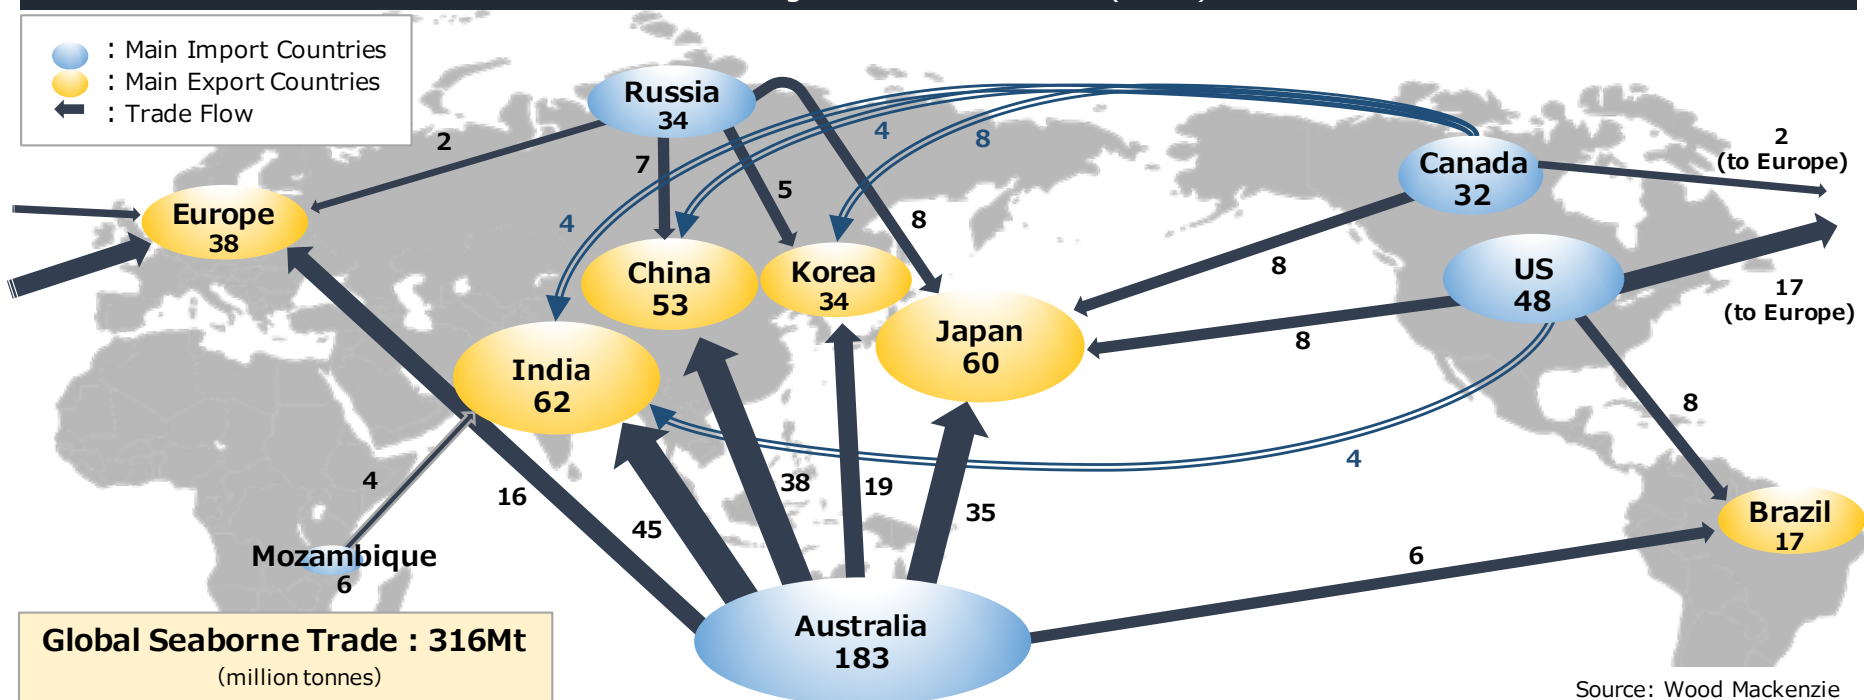 : Main Import Countries
: Main Export Countries
: Trade Flow
Russia
34
Canada
32
2
(to Europe)
Europe
38
2
7
5
8
4
8
4
China
53
Korea
34
Japan
60
US
48
8
8
17
(to Europe)
India
62
8
4
4
16
45
38
19
35
6
Brazil
17
Mozambique
6
Australia
183
Global Seaborne Trade : 316Mt
(million tonnes)
Source: Wood Mackenzie